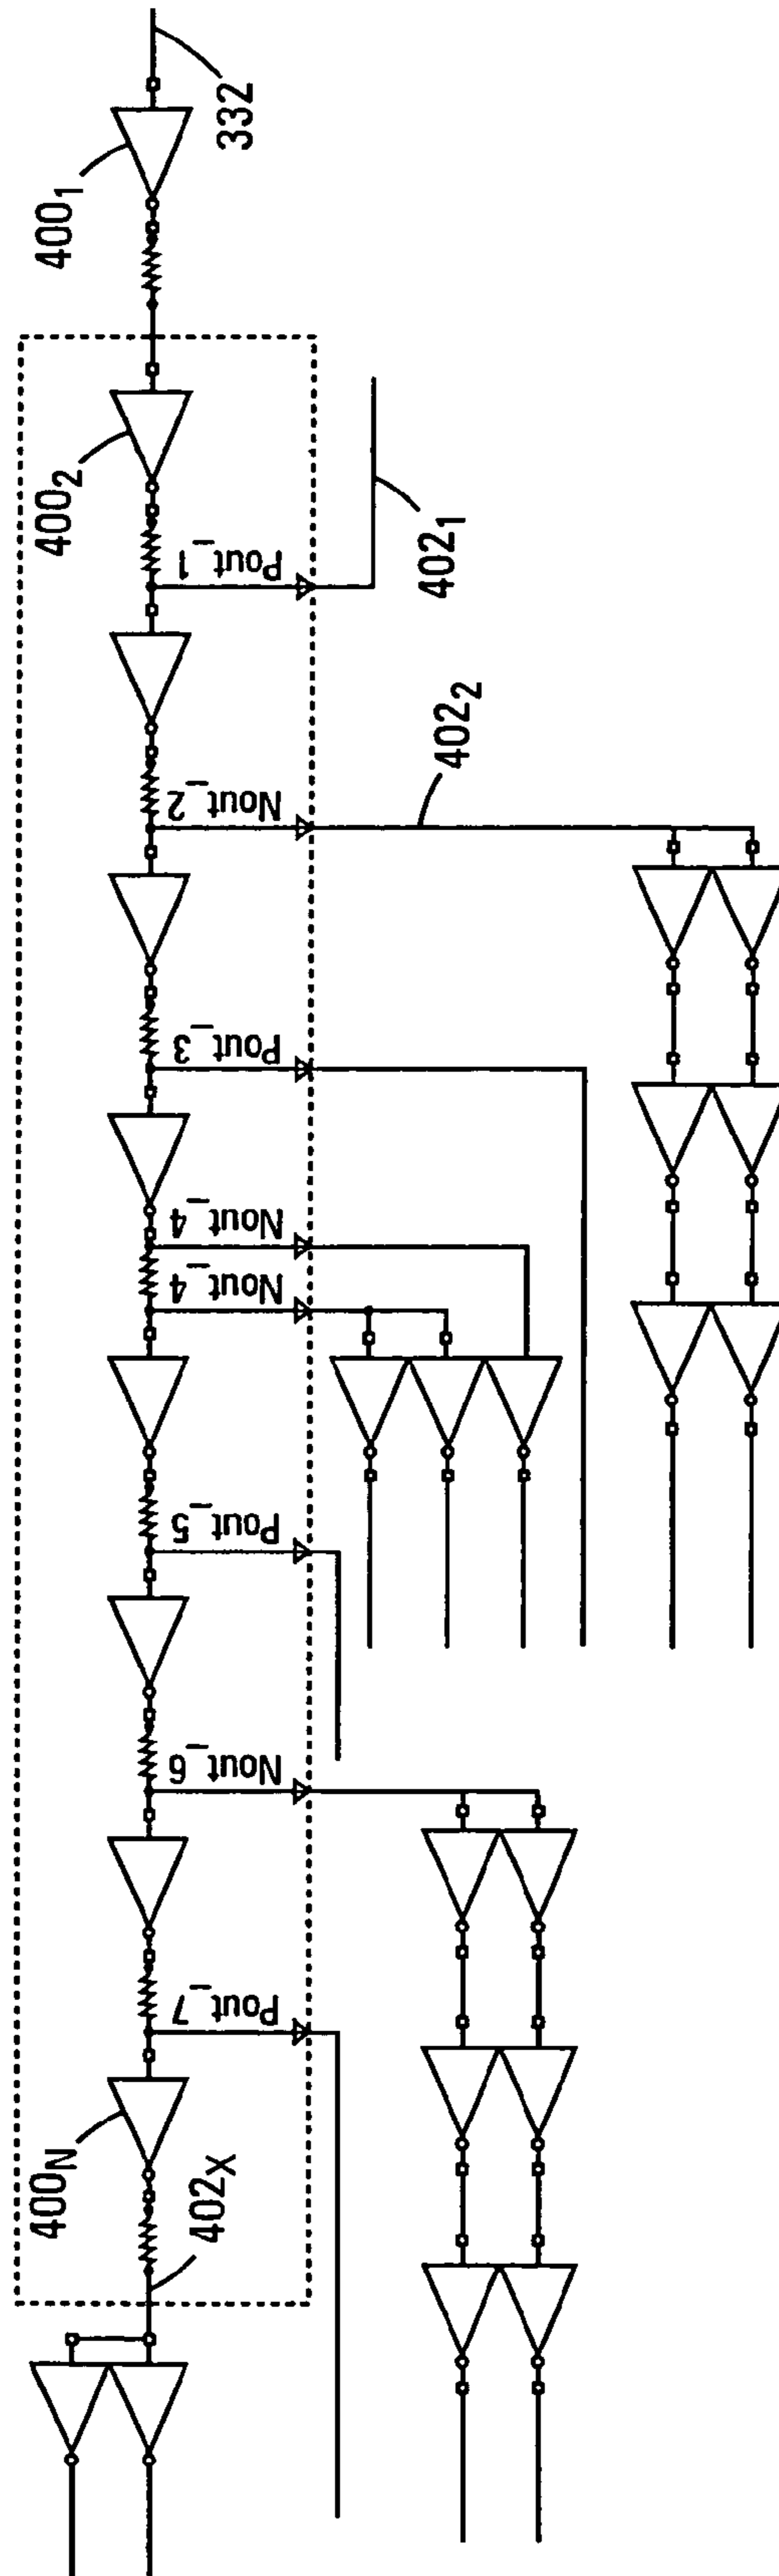 332
400₁
400₂
Pout_1
402₁
Nout_2
402₂
Pout_3
Nout_4
Nout_4
Pout_5
Nout_6
Pout_7
400N
402X